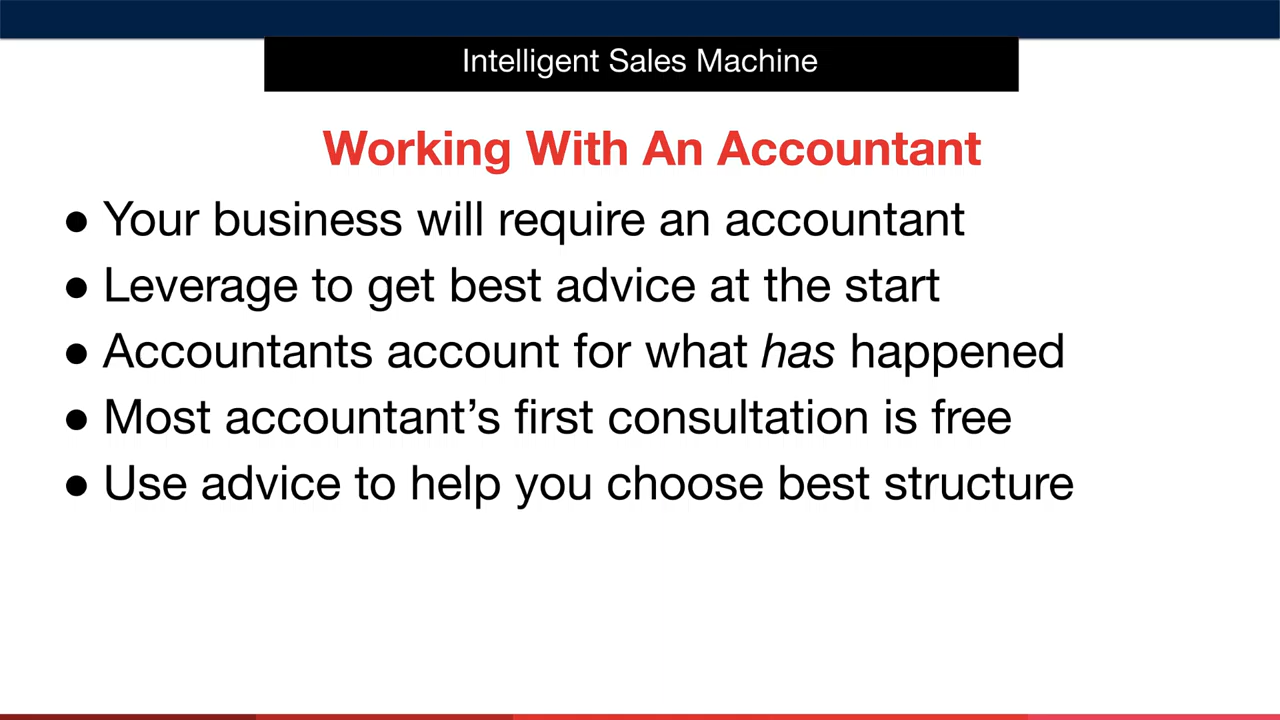 Intelligent Sales Machine
Working With An Accountant
● Your business will require an accountant
● Leverage to get best advice at the start
● Accountants account for what has happened
● Most accountant’s first consultation is free
● Use advice to help you choose best structure